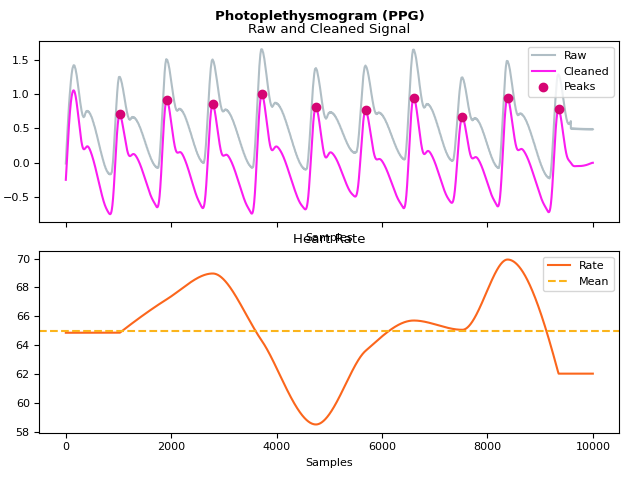 Photoplethysmogram (PPG)
Raw and Cleaned Signal
Raw
Cleaned
Peaks
1.5
1.0
0.5
0.0
−0.5
Samples
Heart Rate
Rate
Mean
70
68
66
64
62
60
58
0 2000 4000 6000 8000 10000
Samples